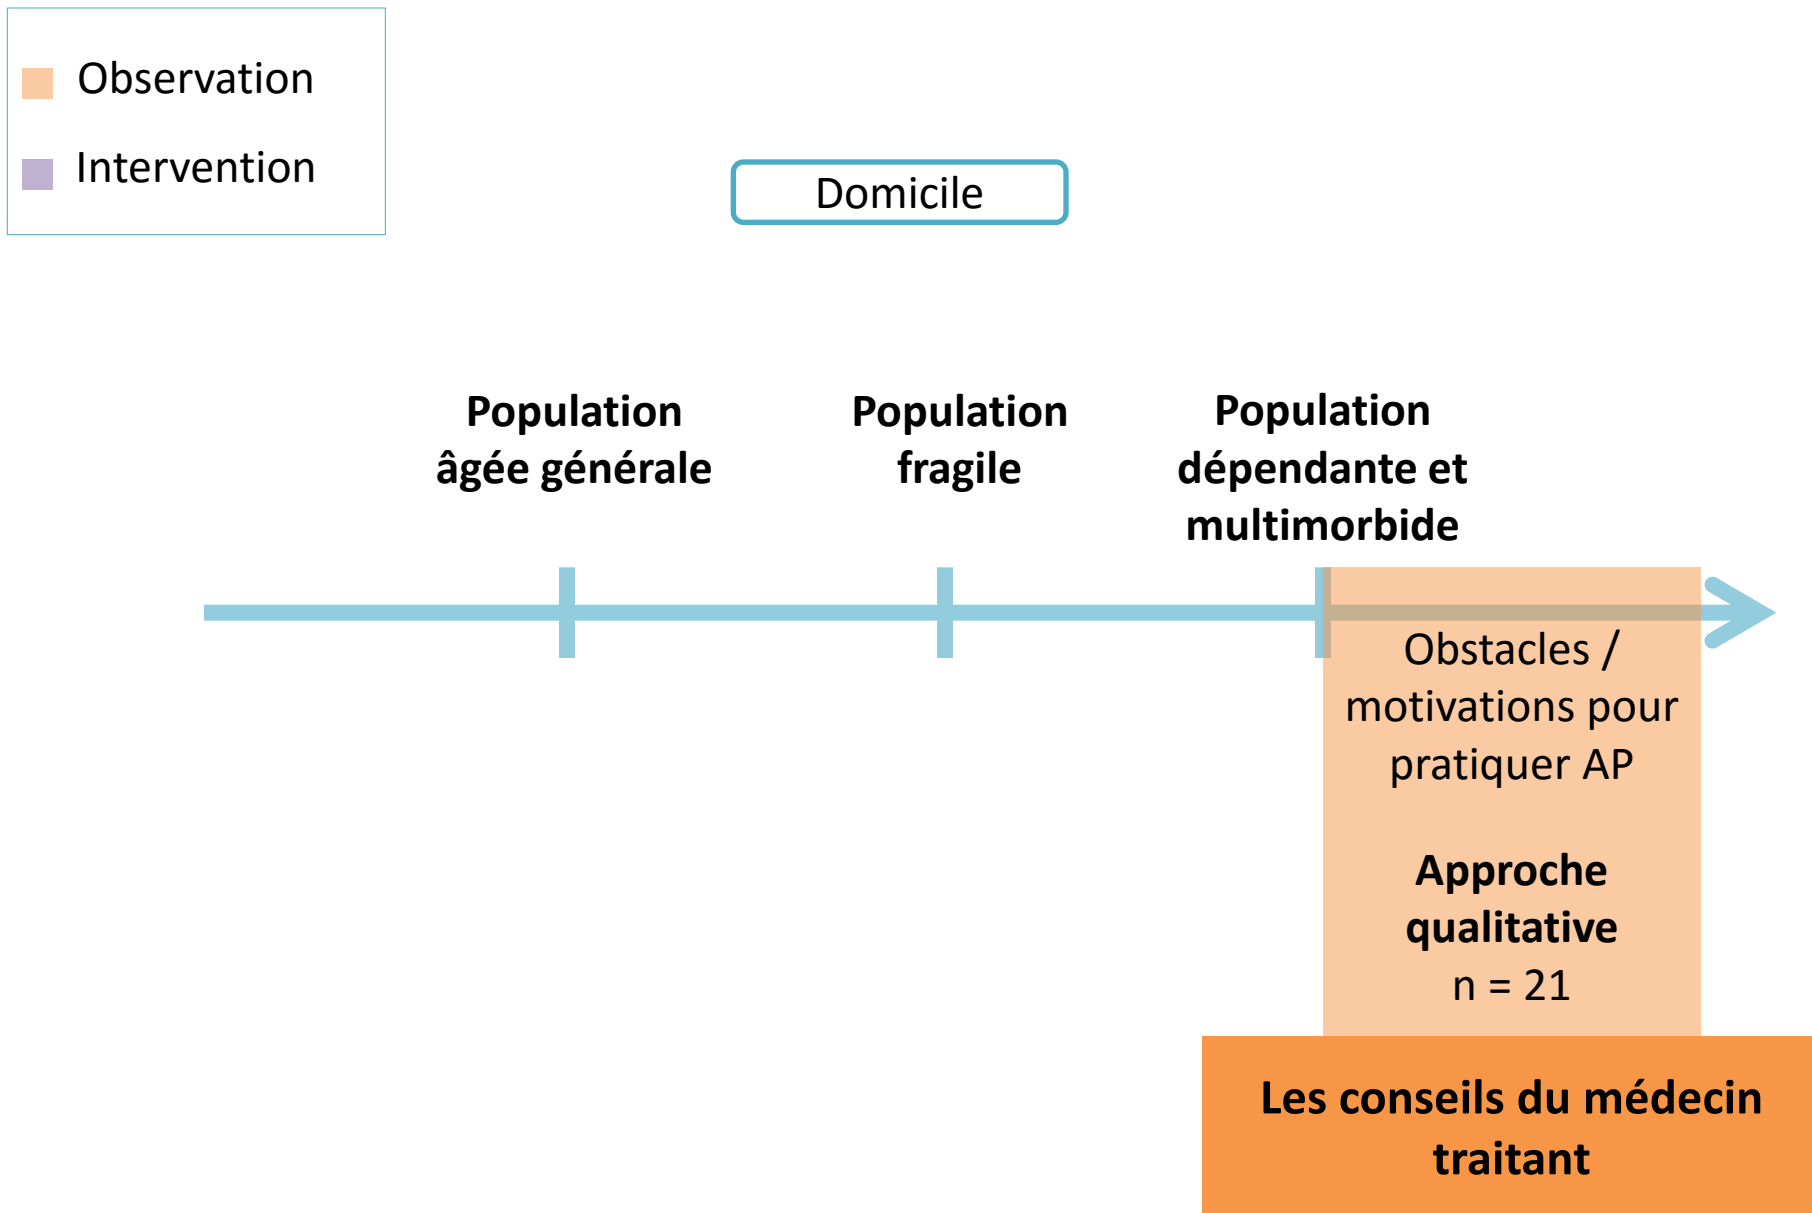 Observation
Intervention
Domicile
Population
âgée générale
Population
fragile
Population
dépendante et
multimorbide
Obstacles /
motivations pour
pratiquer AP
Approche
qualitative
n = 21
Les conseils du médecin
traitant